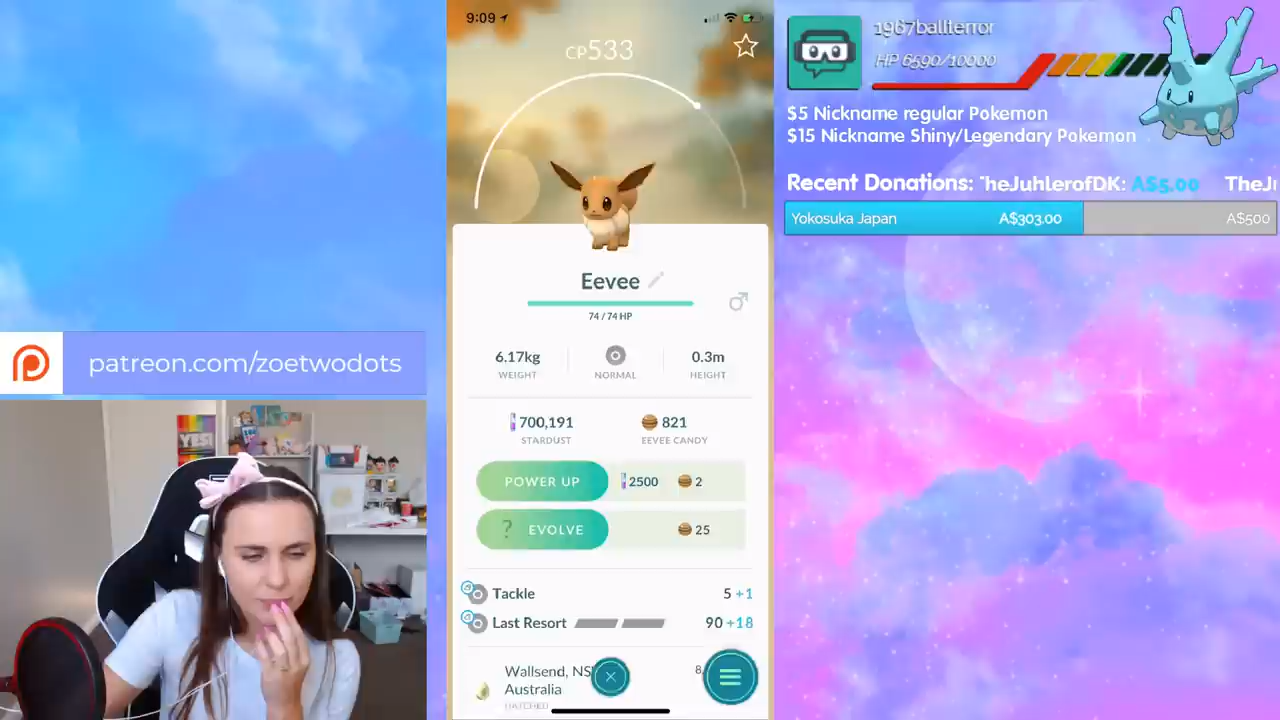 9:09
CP533
Eevee
74 / 74 HP
6.17kg
WEIGHT
NORMAL
0.3m
HEIGHT
700,191
STARDUST
821
EEVEE CANDY
POWER UP
2500
2
? EVOLVE
25
Tackle
5 +1
Last Resort
90 +18
Wallsend,
Australia
HATCHED
patreon.com/zoetwodots
YES!
1967ballterror
HP 6590/10000
$5 Nickname regular Pokemon
$15 Nickname Shiny/Legendary Pokemon
Recent Donations: heJuhlerofDK: A$5.00
Yokosuka Japan A$303.00 A$500